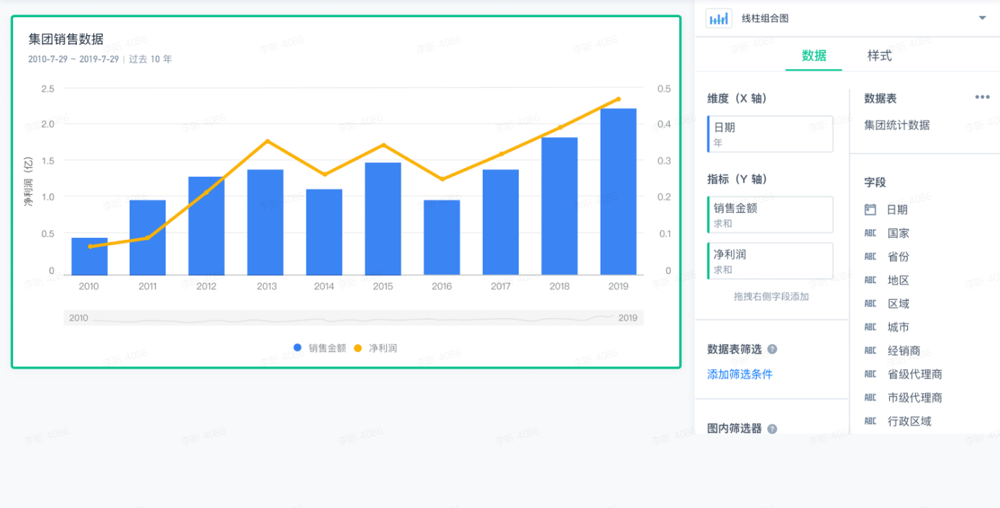 集团销售数据
2010-7-29 ~ 2019-7-29 | 过去 10 年
2.5
2.0
1.5
1.0
0.5
0
净利润（亿）
0.5
0.4
0.3
0.2
0.1
0
2010 2011 2012 2013 2014 2015 2016 2017 2018 2019
2010 2019
销售金额 净利润
线柱组合图
数据 样式
维度（X 轴）
日期
年
指标（Y 轴）
销售金额
求和
净利润
求和
拖拽右侧字段添加
数据表筛选 ?
添加筛选条件
图内筛选器 ?
数据表
集团统计数据
字段
日期
ABC 国家
ABC 省份
ABC 地区
ABC 区域
ABC 城市
ABC 经销商
ABC 省级代理商
ABC 市级代理商
ABC 行政区域
李斯 4086